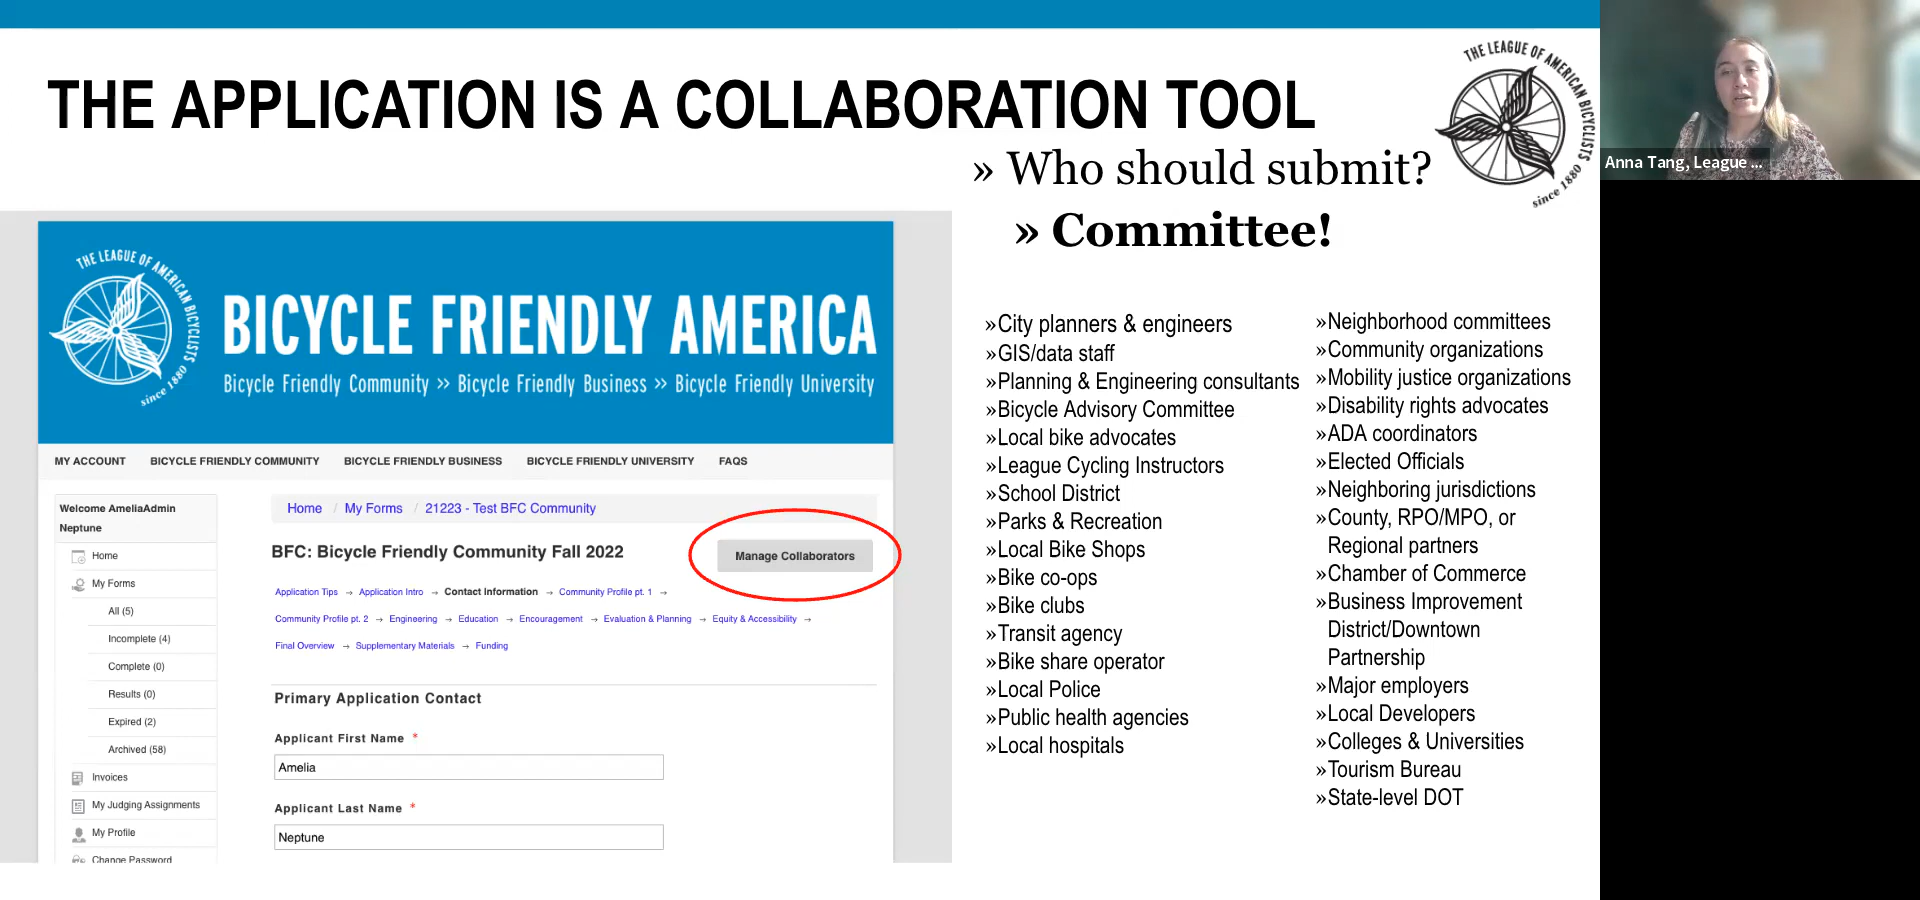 THE APPLICATION IS A COLLABORATION TOOL
THE LEAGUE OF AMERICAN BICYCLISTS
since 1880
Anna Tang, League ...
» Who should submit?
» Committee!
THE LEAGUE OF AMERICAN BICYCLISTS
since 1880
BICYCLE FRIENDLY AMERICA
Bicycle Friendly Community » Bicycle Friendly Business » Bicycle Friendly University
MY ACCOUNT BICYCLE FRIENDLY COMMUNITY BICYCLE FRIENDLY BUSINESS BICYCLE FRIENDLY UNIVERSITY FAQS
Welcome AmeliaAdmin
Neptune
Home
My Forms
All (5)
Incomplete (4)
Complete (0)
Results (0)
Expired (2)
Archived (58)
Invoices
My Judging Assignments
My Profile
Change Password
Home / My Forms / 21223 - Test BFC Community
BFC: Bicycle Friendly Community Fall 2022
Manage Collaborators
Application Tips → Application Intro → Contact Information → Community Profile pt. 1 →
Community Profile pt. 2 → Engineering → Education → Encouragement → Evaluation & Planning → Equity & Accessibility →
Final Overview → Supplementary Materials → Funding
Primary Application Contact
Applicant First Name *
Amelia
Applicant Last Name *
Neptune
»City planners & engineers
»GIS/data staff
»Planning & Engineering consultants
»Bicycle Advisory Committee
»Local bike advocates
»League Cycling Instructors
»School District
»Parks & Recreation
»Local Bike Shops
»Bike co-ops
»Bike clubs
»Transit agency
»Bike share operator
»Local Police
»Public health agencies
»Local hospitals
»Neighborhood committees
»Community organizations
»Mobility justice organizations
»Disability rights advocates
»ADA coordinators
»Elected Officials
»Neighboring jurisdictions
»County, RPO/MPO, or
Regional partners
»Chamber of Commerce
»Business Improvement
District/Downtown
Partnership
»Major employers
»Local Developers
»Colleges & Universities
»Tourism Bureau
»State-level DOT